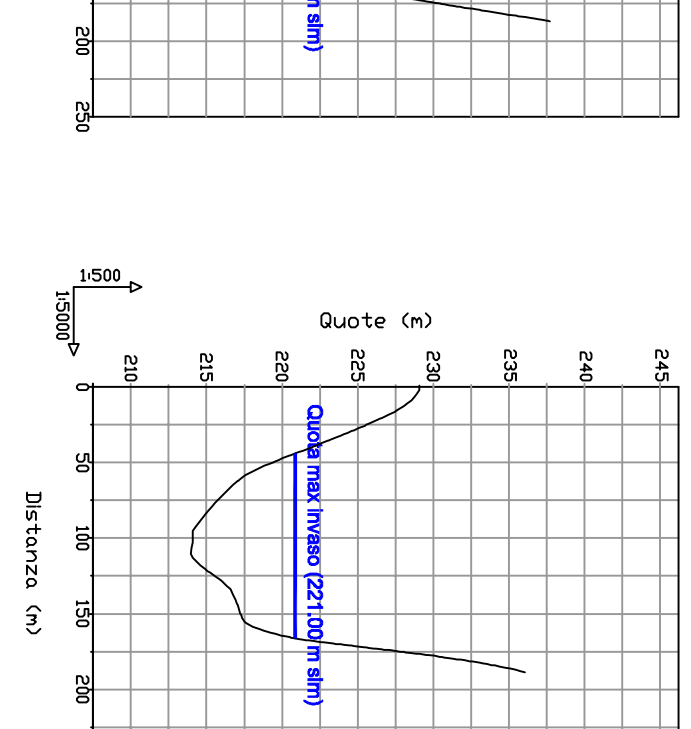 m slm)
200
250
1:500
1:5000
Quote (m)
210 215 220 225 230 235 240 245
0
50
100
150
200
Quota max invaso (221.00 m slm)
Distanza (m)